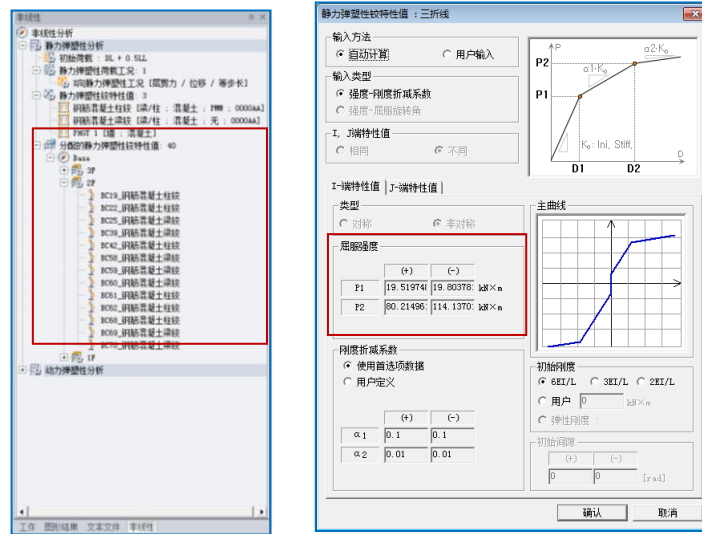 非线性
非线性分析
静力弹塑性分析
初始荷载 : DL + 0.5LL
静力弹塑性荷载工况: 1
X向静力弹塑性工况 [底剪力 / 位移 / 等步长]
静力弹塑性铰特性值: 3
钢筋混凝土柱铰 [梁/柱 : 混凝土 : PMM : 0000AA]
钢筋混凝土梁铰 [梁/柱 : 混凝土 : 无 : 0000AA]
PHGT 1 [墙 : 混凝土]
分配的静力弹塑性铰特性值: 40
Base
3F
2F
BC19_钢筋混凝土柱铰
BC22_钢筋混凝土柱铰
BC25_钢筋混凝土梁铰
BC39_钢筋混凝土梁铰
BC42_钢筋混凝土梁铰
BC58_钢筋混凝土梁铰
BC59_钢筋混凝土梁铰
BC60_钢筋混凝土梁铰
BC61_钢筋混凝土柱铰
BC62_钢筋混凝土柱铰
BC68_钢筋混凝土柱铰
BC69_钢筋混凝土梁铰
1F
动力弹塑性分析
工作 图形结果 文本文件 非线性
静力弹塑性铰特性值 : 三折线
输入方法
自动计算 用户输入
输入类型
强度-刚度折减系数
强度-屈服旋转角
I, J端特性值
相同 不同
P
α2·K₀
P2
α1·K₀
P1
K₀: Ini. Stiff.
D
D1 D2
I-端特性值 J-端特性值
类型
对称 非对称
屈服强度
(+) (-)
P1 19.51974 19.80378 kN×m
P2 80.21496 114.1370 kN×m
刚度折减系数
使用首选项数据
用户定义
(+) (-)
α1 0.1 0.1
α2 0.01 0.01
主曲线
初始刚度
6EI/L 3EI/L 2EI/L
用户 0 kN×m
弹性刚度 :
初始间隙
(+) (-)
0 0 [rad]
确认 取消